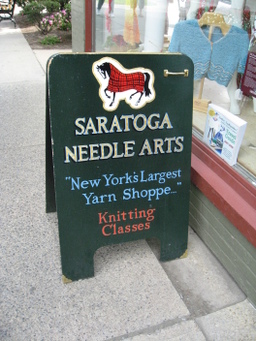 SARATOGA
NEEDLE ARTS
"New York's Largest
Yarn Shoppe..."
Knitting
Classes